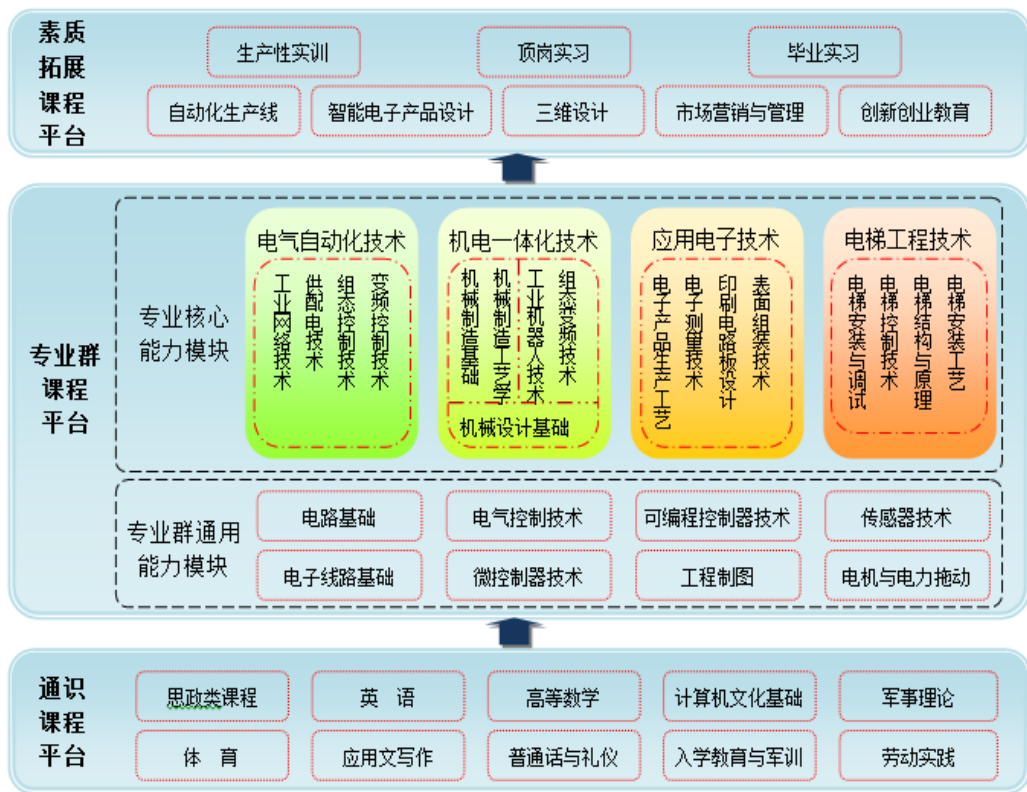 素质
拓展
课程
平台
生产性实训
顶岗实习
毕业实习
自动化生产线
智能电子产品设计
三维设计
市场营销与管理
创新创业教育
专业群
课程
平台
专业核心
能力模块
电气自动化技术
工业网络技术
供配电技术
组态控制技术
变频控制技术
机电一体化技术
机械制造基础
机械制造工艺学
工业机器人技术
组态变频技术
机械设计基础
应用电子技术
电子产品生产工艺
电子测量技术
印刷电路板设计
表面组装技术
电梯工程技术
电梯安装与调试
电梯控制技术
电梯结构与原理
电梯安装工艺
专业群通用
能力模块
电路基础
电气控制技术
可编程控制器技术
传感器技术
电子线路基础
微控制器技术
工程制图
电机与电力拖动
通识
课程
平台
思政类课程
英 语
高等数学
计算机文化基础
军事理论
体 育
应用文写作
普通话与礼仪
入学教育与军训
劳动实践